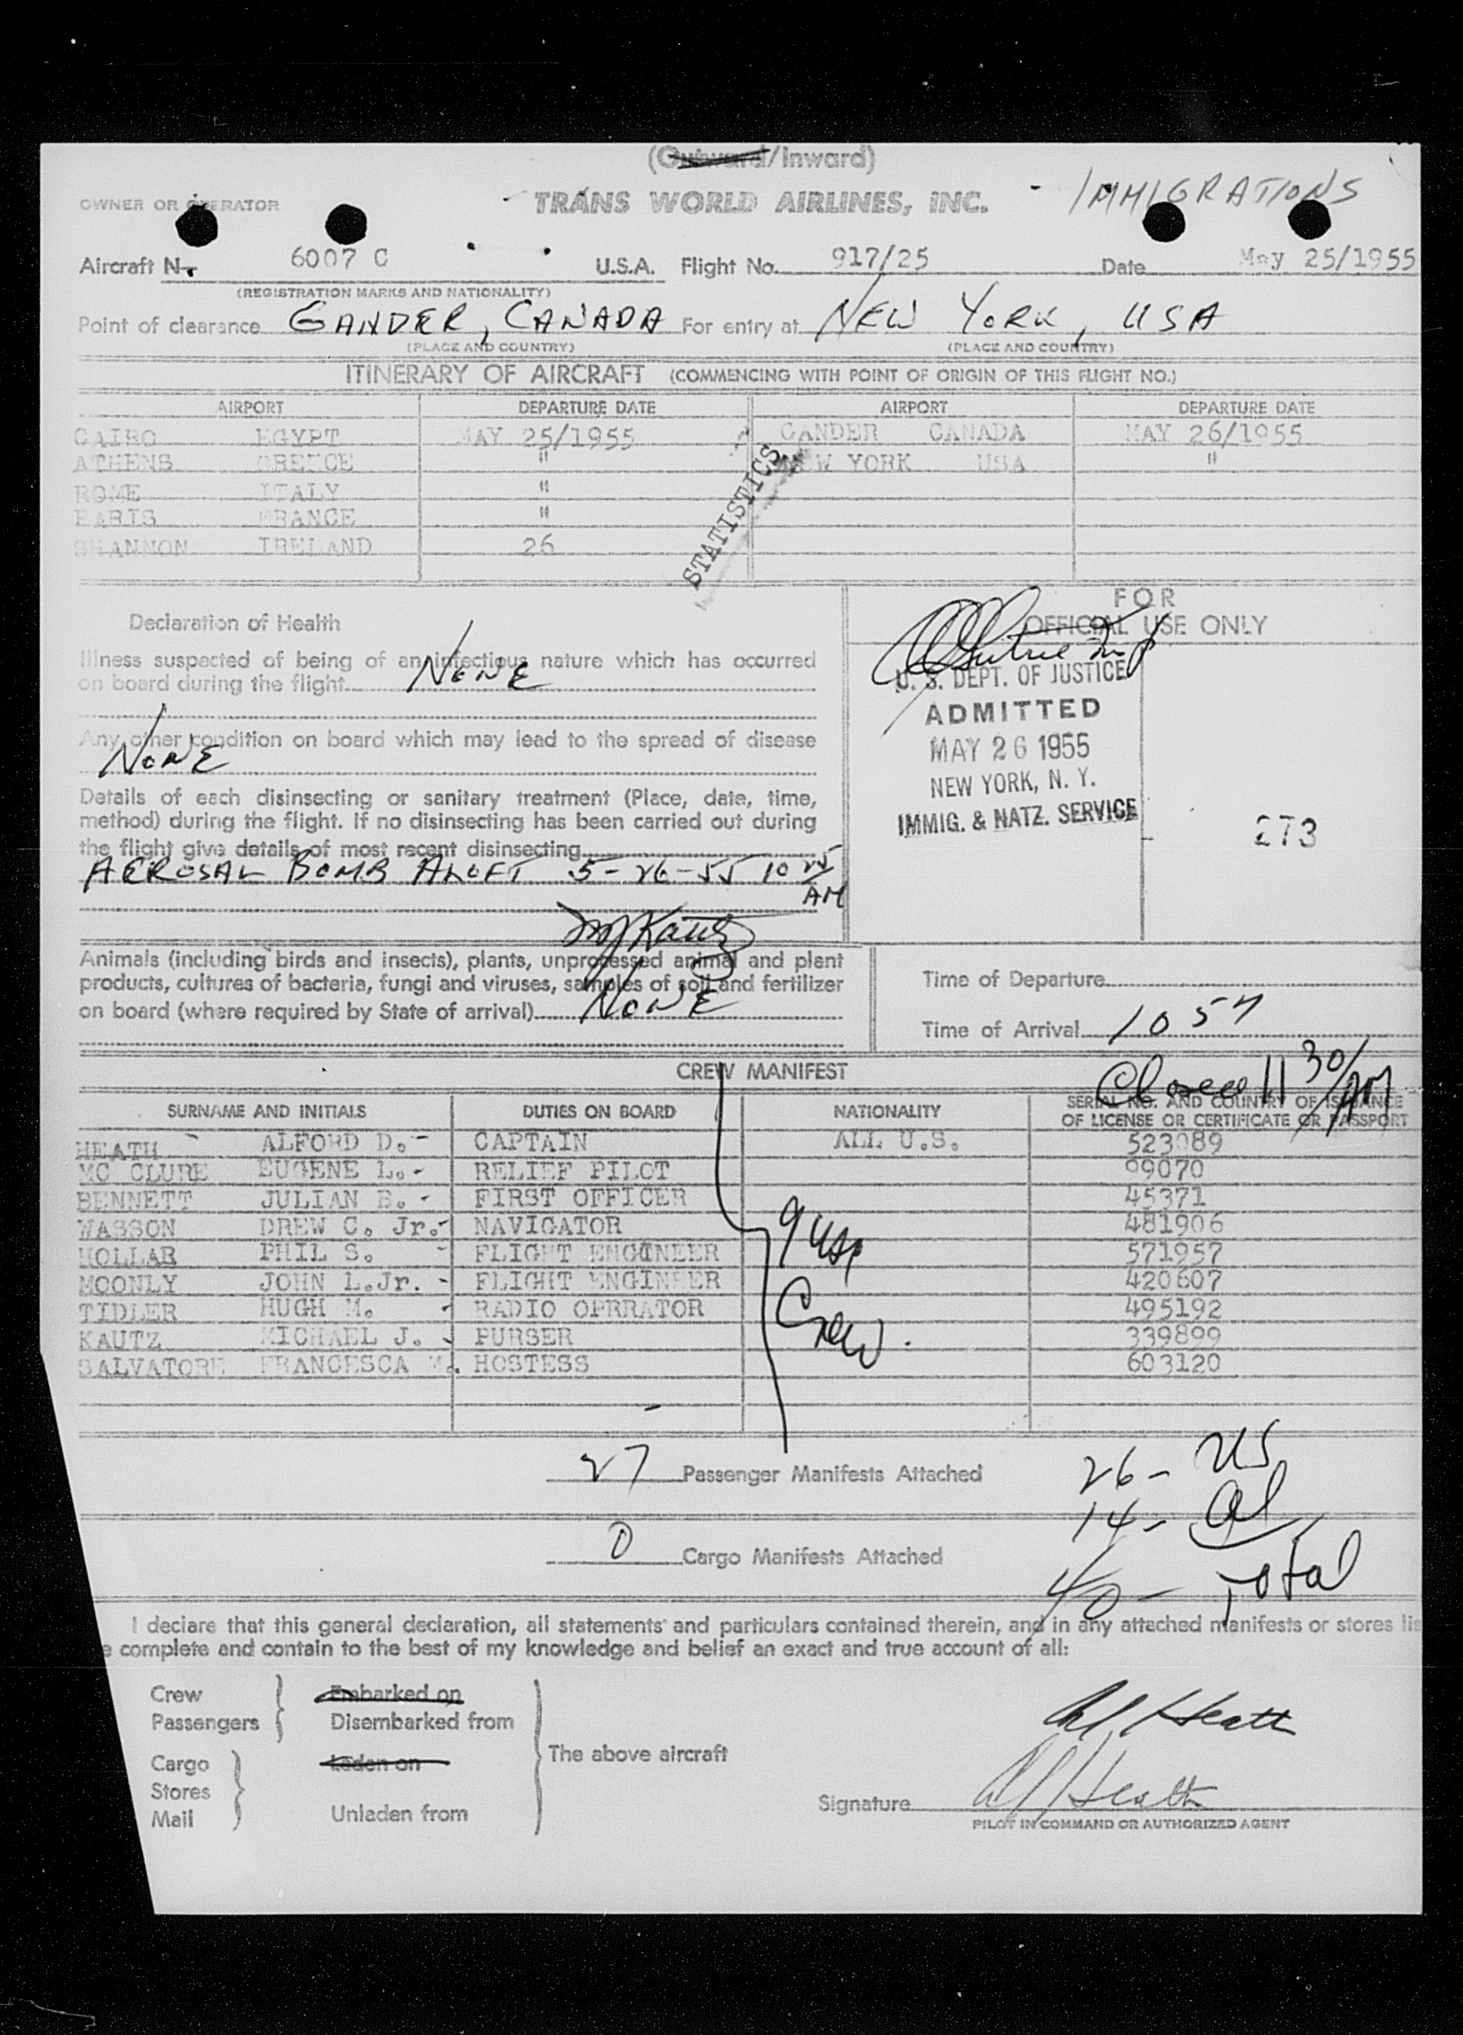 (Outward/Inward)
IMMIGRATIONS
OWNER OR OPERATOR TRANS WORLD AIRLINES, INC.
Aircraft N- 6007 C U.S.A. Flight No. 917/25 Date May 25/1955
(REGISTRATION MARKS AND NATIONALITY)
Point of clearance GANDER, CANADA For entry at NEW YORK, USA
(PLACE AND COUNTRY) (PLACE AND COUNTRY)
ITINERARY OF AIRCRAFT (COMMENCING WITH POINT OF ORIGIN OF THIS FLIGHT NO.)
AIRPORT DEPARTURE DATE AIRPORT DEPARTURE DATE
CAIRO EGYPT MAY 25/1955 GANDER CANADA MAY 26/1955
ATHENS GREECE " NEW YORK USA "
ROME ITALY "
PARIS FRANCE "
SHANNON IRELAND 26
STATISTICS
Declaration of Health
Illness suspected of being of an infectious nature which has occurred
on board during the flight NONE
Any other condition on board which may lead to the spread of disease
NONE
Details of each disinsecting or sanitary treatment (Place, date, time,
method) during the flight. If no disinsecting has been carried out during
the flight give details of most recent disinsecting
AEROSAL BOMB ALOFT 5-26-55 10 25 AM
MJ Kautz
FOR
OFFICIAL USE ONLY
U. S. DEPT. OF JUSTICE
ADMITTED
MAY 26 1955
NEW YORK, N. Y.
IMMIG. & NATZ. SERVICE
273
Animals (including birds and insects), plants, unprocessed animal and plant
products, cultures of bacteria, fungi and viruses, samples of soil and fertilizer
on board (where required by State of arrival) NONE
Time of Departure
Time of Arrival 1057
CREW MANIFEST
Closed 11 30/AM
SURNAME AND INITIALS DUTIES ON BOARD NATIONALITY SERIAL NO. AND COUNTRY OF ISSUANCE
OF LICENSE OR CERTIFICATE OR PASSPORT
HEATH ALFORD D. CAPTAIN ALL U.S. 523089
MC CLURE EUGENE L. RELIEF PILOT 99070
BENNETT JULIAN B. FIRST OFFICER 45371
WASSON DREW C. Jr. NAVIGATOR 481906
HOLLAR PHIL S. FLIGHT ENGINEER 571957
MOONLY JOHN L.Jr. FLIGHT ENGINEER 420607
TIDLER HUGH M. RADIO OPRRATOR 495192
KAUTZ MICHAEL J. PURSER 339899
SALVATORE FRANCESCA M. HOSTESS 603120
9 USA
Crew.
27 Passenger Manifests Attached
26- US
14- al
0 Cargo Manifests Attached
40- Total
I declare that this general declaration, all statements and particulars contained therein, and in any attached manifests or stores lis
e complete and contain to the best of my knowledge and belief an exact and true account of all:
Crew Embarked on
Passengers Disembarked from
Cargo Laden on The above aircraft
Stores
Mail Unladen from
Al Heath
Signature Al Heath
PILOT IN COMMAND OR AUTHORIZED AGENT